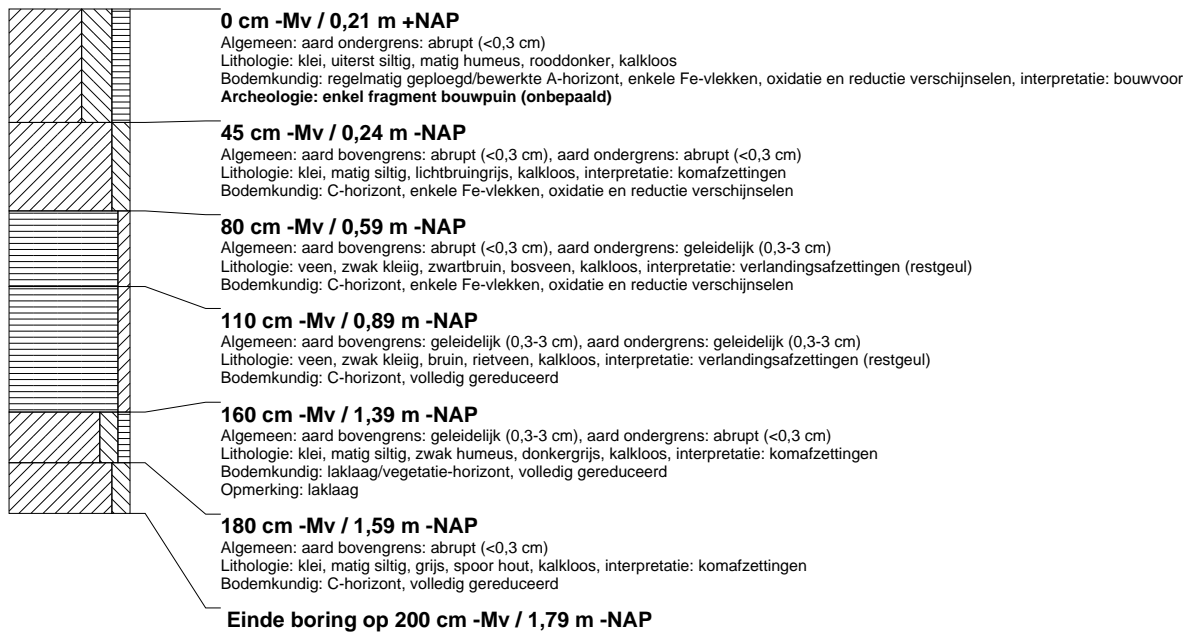 0 cm -Mv / 0,21 m +NAP
Algemeen: aard ondergrens: abrupt (<0,3 cm)
Lithologie: klei, uiterst siltig, matig humeus, rooddonker, kalkloos
Bodemkundig: regelmatig geploegd/bewerkte A-horizont, enkele Fe-vlekken, oxidatie en reductie verschijnselen, interpretatie: bouwvoor
Archeologie: enkel fragment bouwpuin (onbepaald)
45 cm -Mv / 0,24 m -NAP
Algemeen: aard bovengrens: abrupt (<0,3 cm), aard ondergrens: abrupt (<0,3 cm)
Lithologie: klei, matig siltig, lichtbruingrijs, kalkloos, interpretatie: komafzettingen
Bodemkundig: C-horizont, enkele Fe-vlekken, oxidatie en reductie verschijnselen
80 cm -Mv / 0,59 m -NAP
Algemeen: aard bovengrens: abrupt (<0,3 cm), aard ondergrens: geleidelijk (0,3-3 cm)
Lithologie: veen, zwak kleiig, zwartbruin, bosveen, kalkloos, interpretatie: verlandingsafzettingen (restgeul)
Bodemkundig: C-horizont, enkele Fe-vlekken, oxidatie en reductie verschijnselen
110 cm -Mv / 0,89 m -NAP
Algemeen: aard bovengrens: geleidelijk (0,3-3 cm), aard ondergrens: geleidelijk (0,3-3 cm)
Lithologie: veen, zwak kleiig, bruin, rietveen, kalkloos, interpretatie: verlandingsafzettingen (restgeul)
Bodemkundig: C-horizont, volledig gereduceerd
160 cm -Mv / 1,39 m -NAP
Algemeen: aard bovengrens: geleidelijk (0,3-3 cm), aard ondergrens: abrupt (<0,3 cm)
Lithologie: klei, matig siltig, zwak humeus, donkergrijs, kalkloos, interpretatie: komafzettingen
Bodemkundig: laklaag/vegetatie-horizont, volledig gereduceerd
Opmerking: laklaag
180 cm -Mv / 1,59 m -NAP
Algemeen: aard bovengrens: abrupt (<0,3 cm)
Lithologie: klei, matig siltig, grijs, spoor hout, kalkloos, interpretatie: komafzettingen
Bodemkundig: C-horizont, volledig gereduceerd
Einde boring op 200 cm -Mv / 1,79 m -NAP